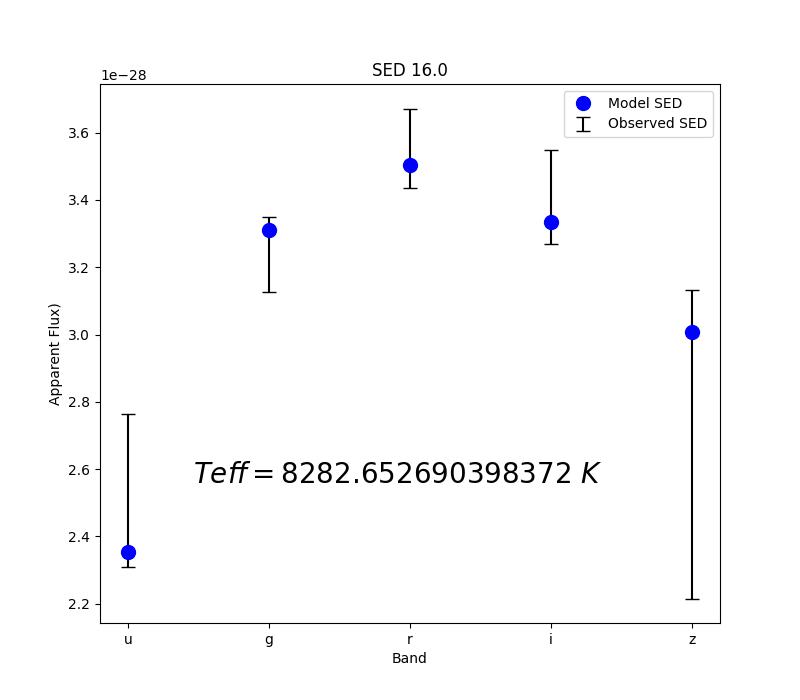 SED 16.0
1e−28
Model SED
Observed SED
3.6
3.4
3.2
3.0
2.8
2.6
2.4
2.2
Apparent Flux)
Teff = 8282.652690398372 K
u g r i z
Band